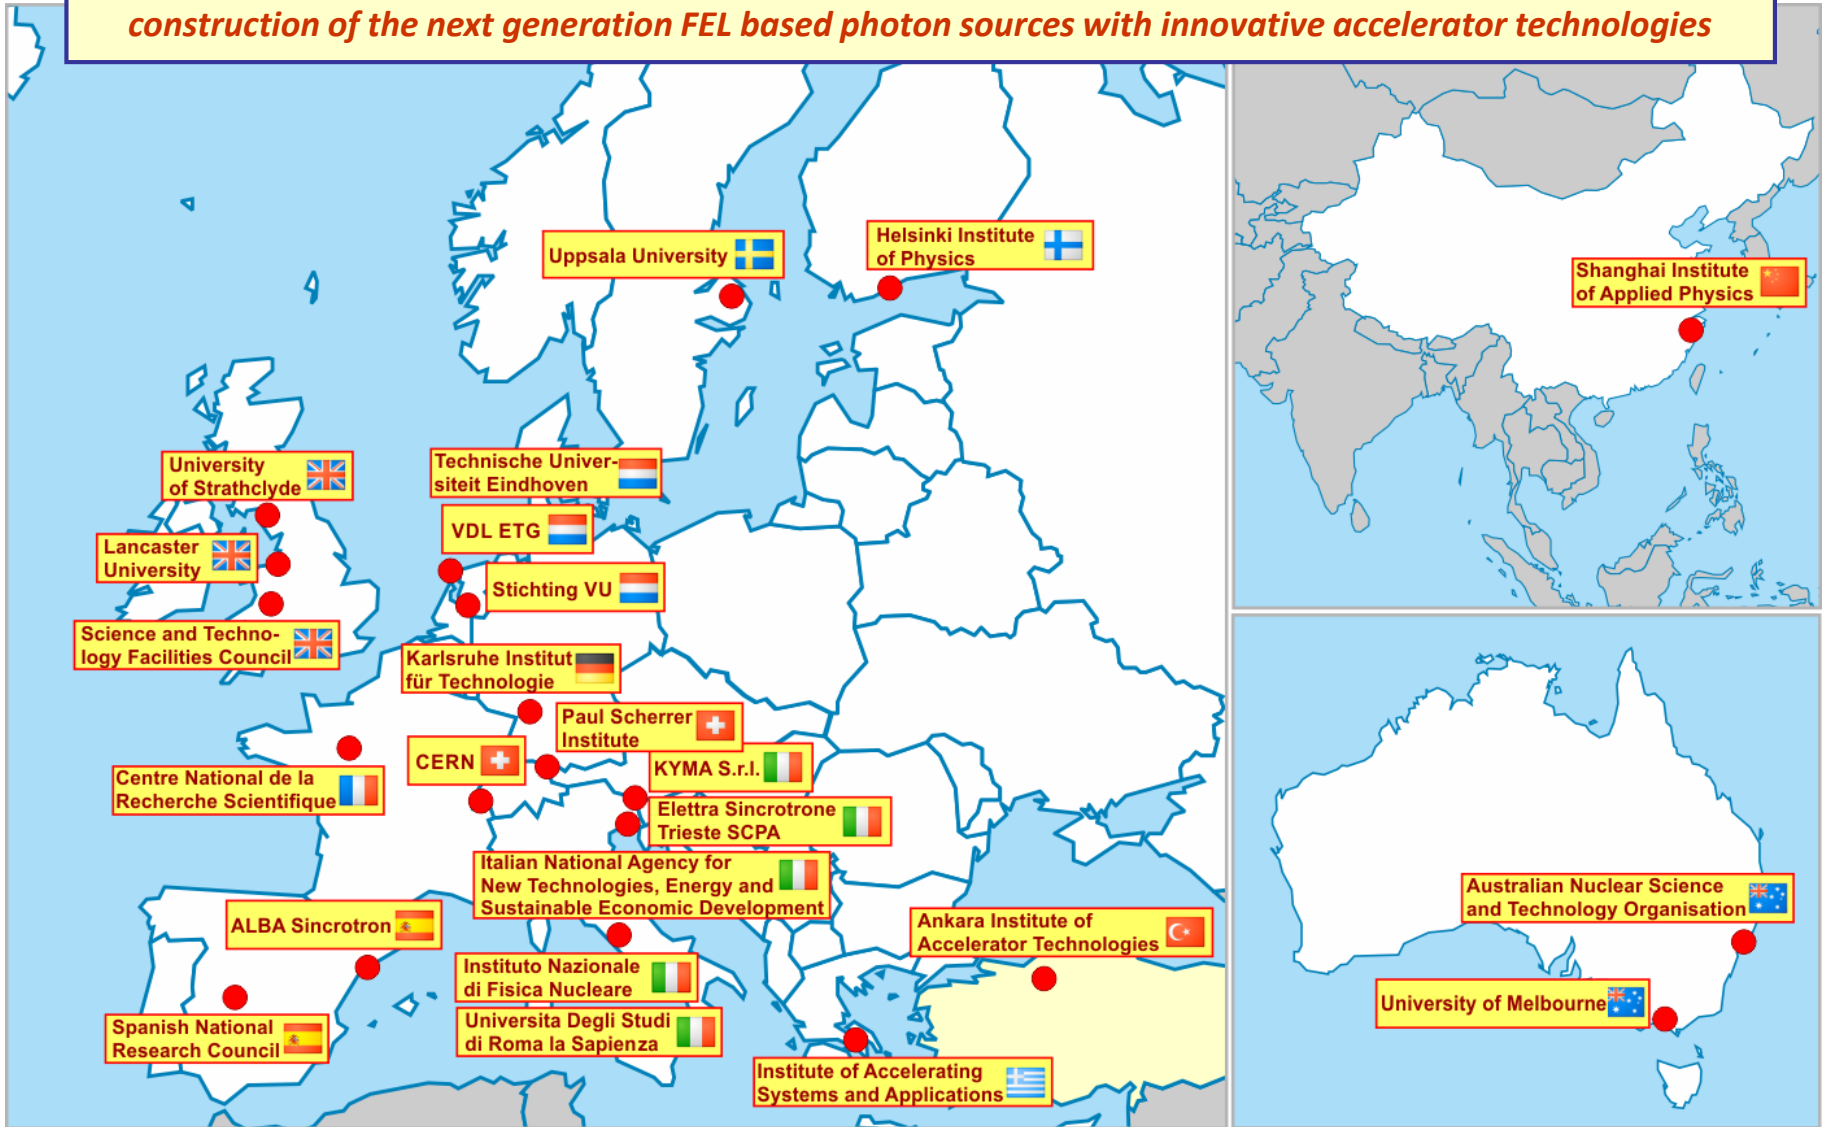 construction of the next generation FEL based photon sources with innovative accelerator technologies
Uppsala University
Helsinki Institute
of Physics
Shanghai Institute
of Applied Physics
University
of Strathclyde
Technische Univer-
siteit Eindhoven
VDL ETG
Lancaster
University
Stichting VU
Science and Techno-
logy Facilities Council
Karlsruhe Institut
für Technologie
Paul Scherrer
Institute
CERN
KYMA S.r.l.
Centre National de la
Recherche Scientifique
Elettra Sincrotrone
Trieste SCPA
Italian National Agency for
New Technologies, Energy and
Sustainable Economic Development
ALBA Sincrotron
Ankara Institute of
Accelerator Technologies
Australian Nuclear Science
and Technology Organisation
Instituto Nazionale
di Fisica Nucleare
University of Melbourne
Spanish National
Research Council
Universita Degli Studi
di Roma la Sapienza
Institute of Accelerating
Systems and Applications